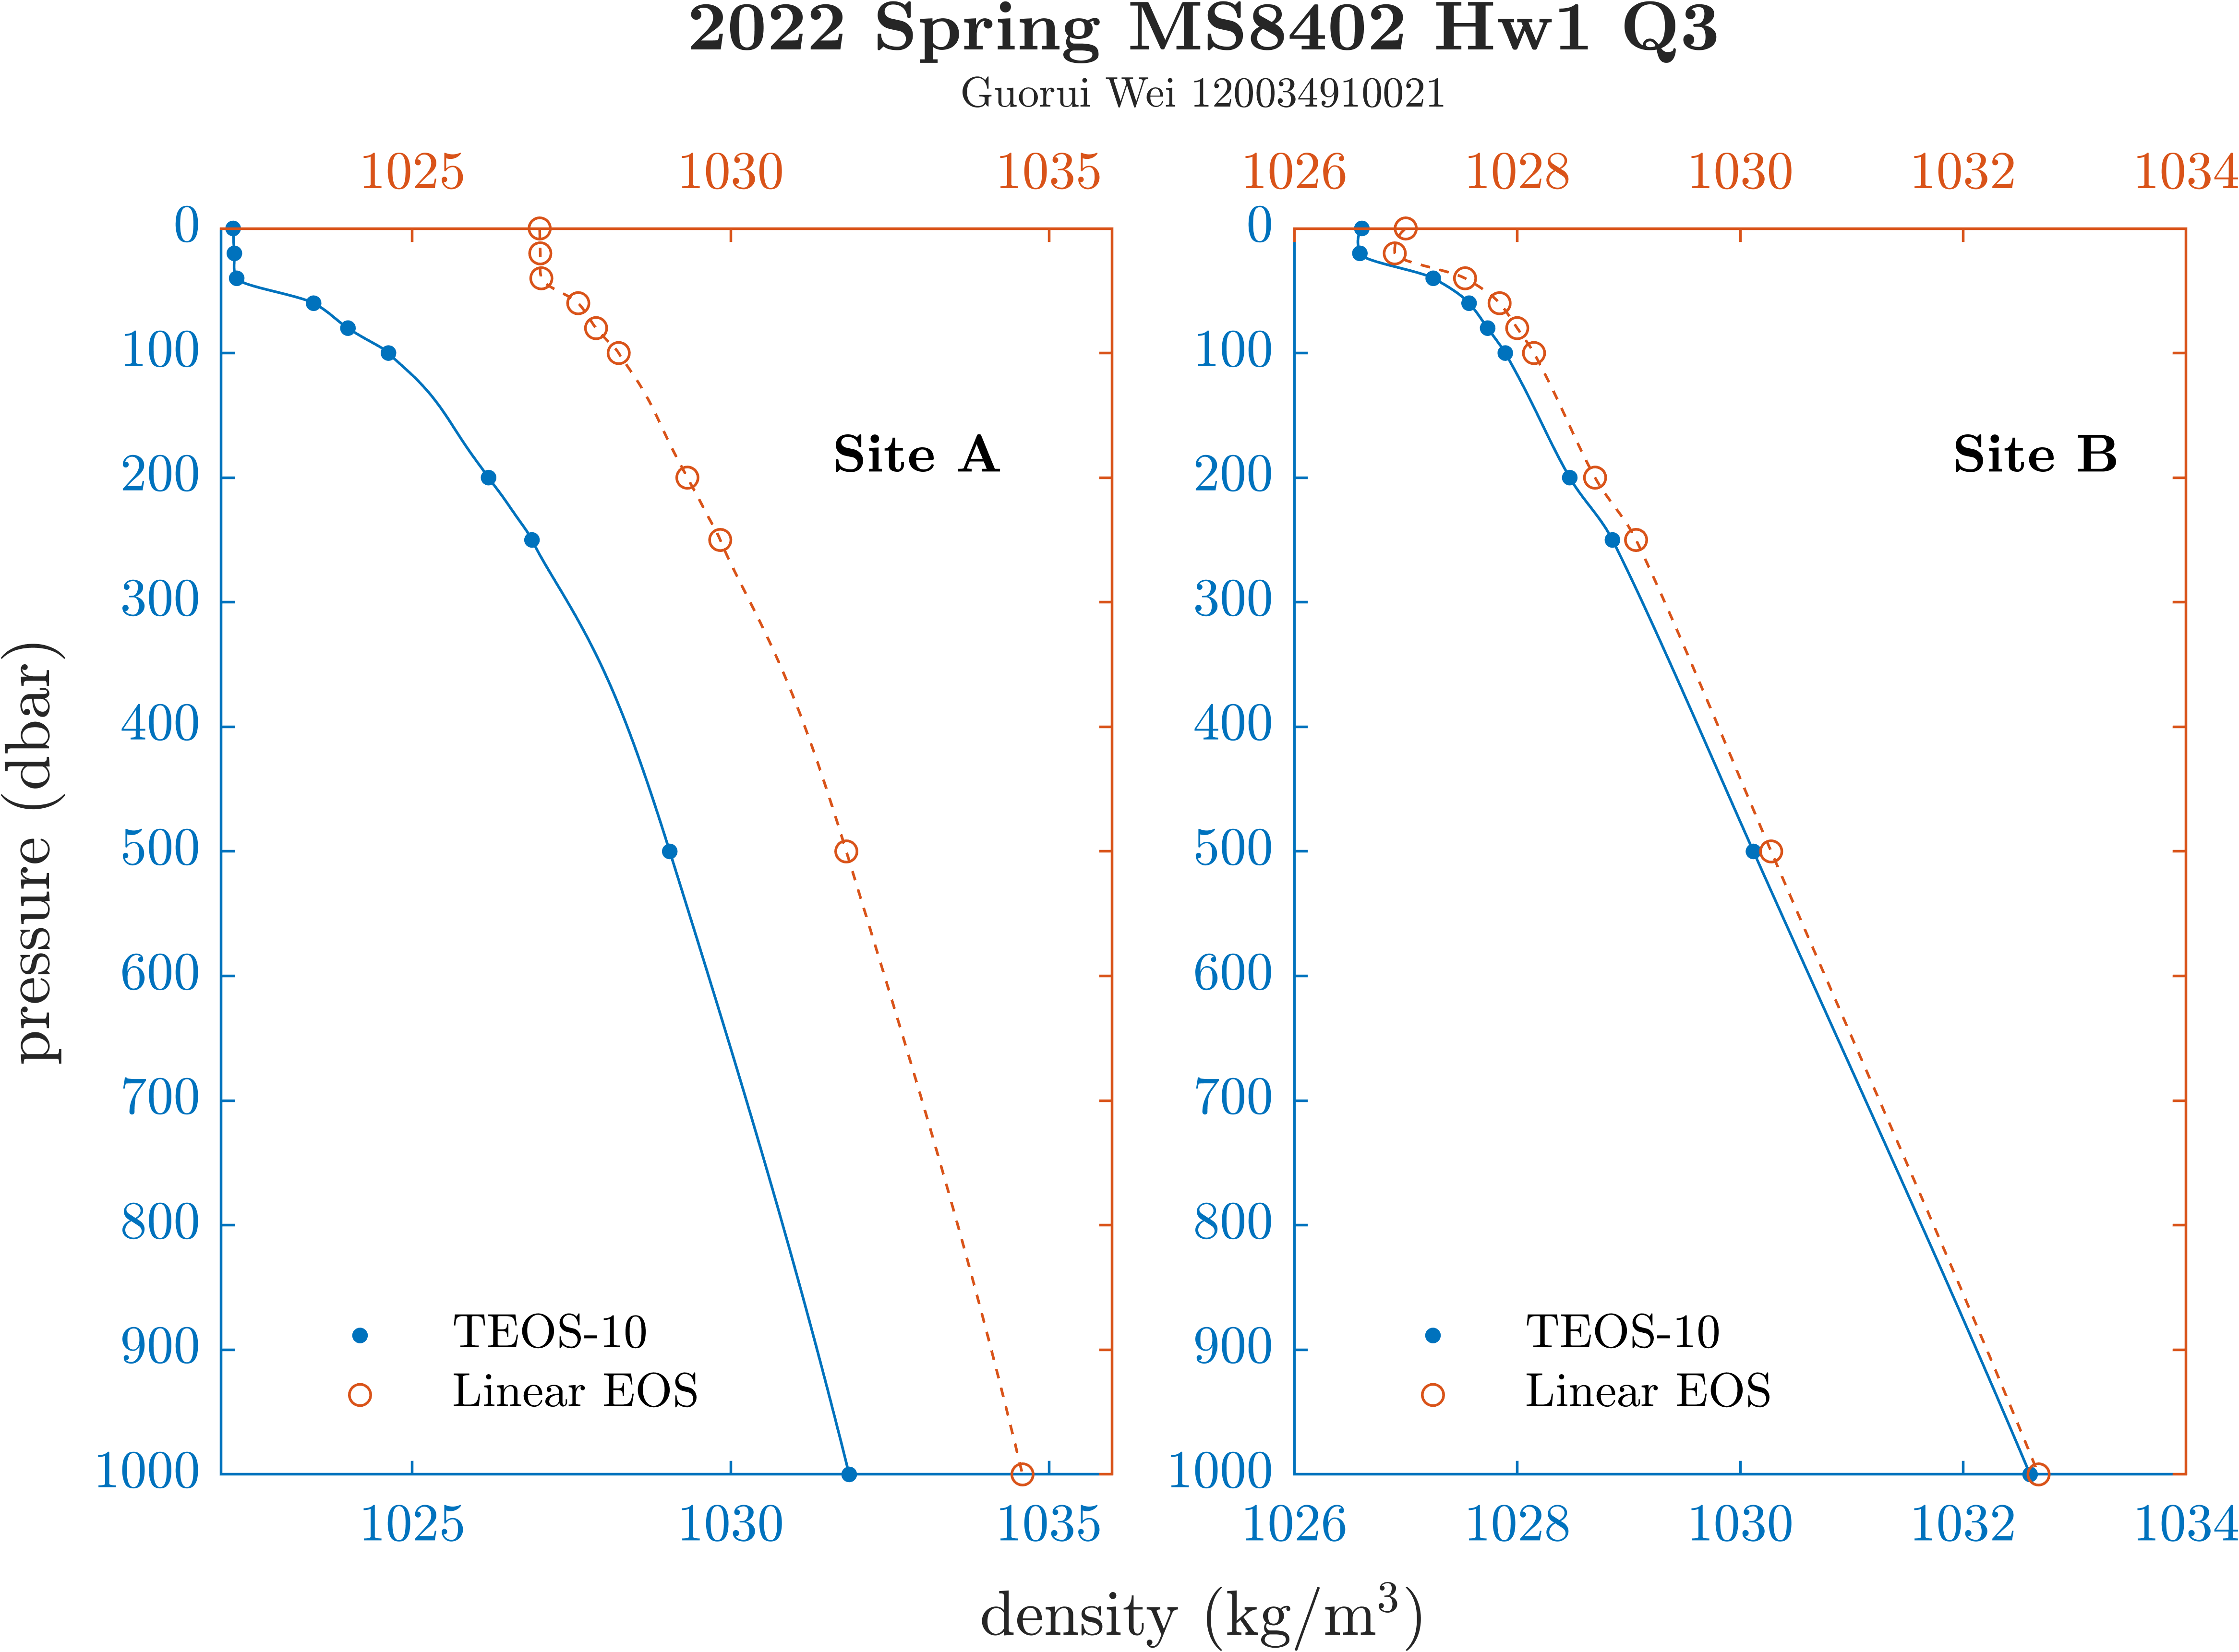 2022 Spring MS8402 Hw1 Q3
Guorui Wei 120034910021
1025 1030 1035
1026 1028 1030 1032 1034
0
100
200
300
400
500
600
700
800
900
1000
0
100
200
300
400
500
600
700
800
900
1000
pressure (dbar)
Site A
Site B
TEOS-10
Linear EOS
TEOS-10
Linear EOS
1025 1030 1035
1026 1028 1030 1032 1034
density (kg/m³)